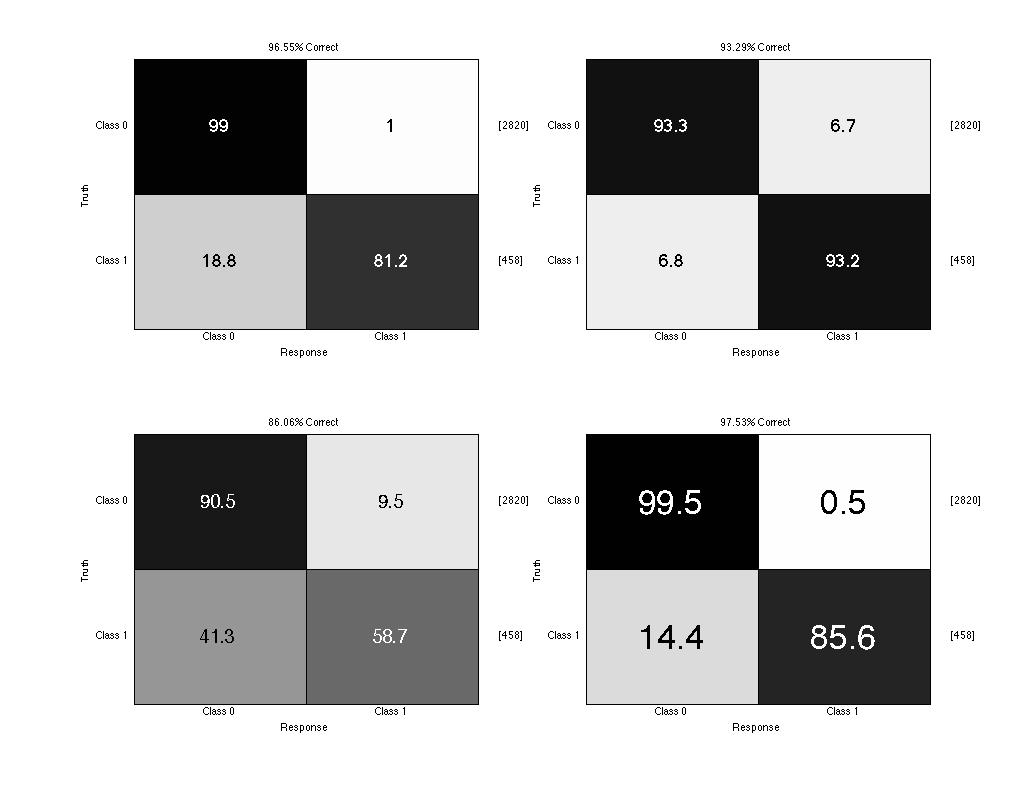 96.55% Correct
Class 0 99 1 [2820]
Truth
Class 1 18.8 81.2 [458]
Class 0 Class 1
Response
93.29% Correct
Class 0 93.3 6.7 [2820]
Truth
Class 1 6.8 93.2 [458]
Class 0 Class 1
Response
86.06% Correct
Class 0 90.5 9.5 [2820]
Truth
Class 1 41.3 58.7 [458]
Class 0 Class 1
Response
97.53% Correct
Class 0 99.5 0.5 [2820]
Truth
Class 1 14.4 85.6 [458]
Class 0 Class 1
Response